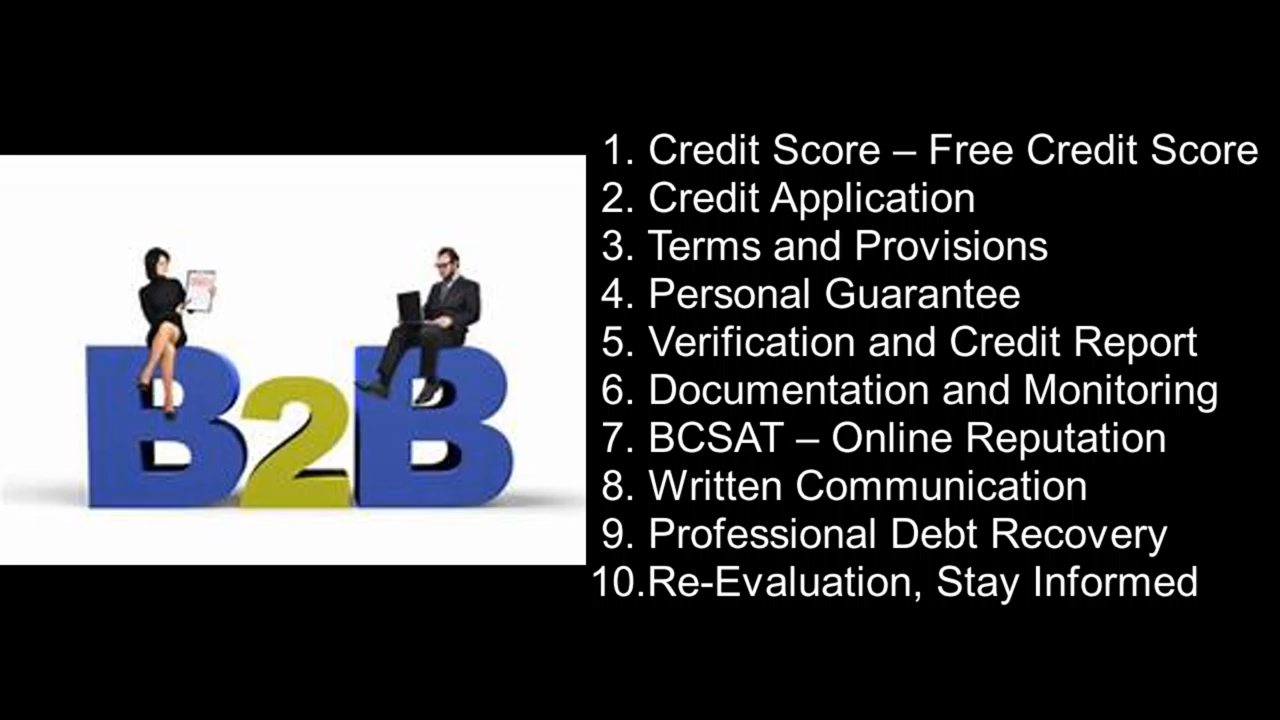 B2B
1. Credit Score – Free Credit Score
2. Credit Application
3. Terms and Provisions
4. Personal Guarantee
5. Verification and Credit Report
6. Documentation and Monitoring
7. BCSAT – Online Reputation
8. Written Communication
9. Professional Debt Recovery
10.Re-Evaluation, Stay Informed